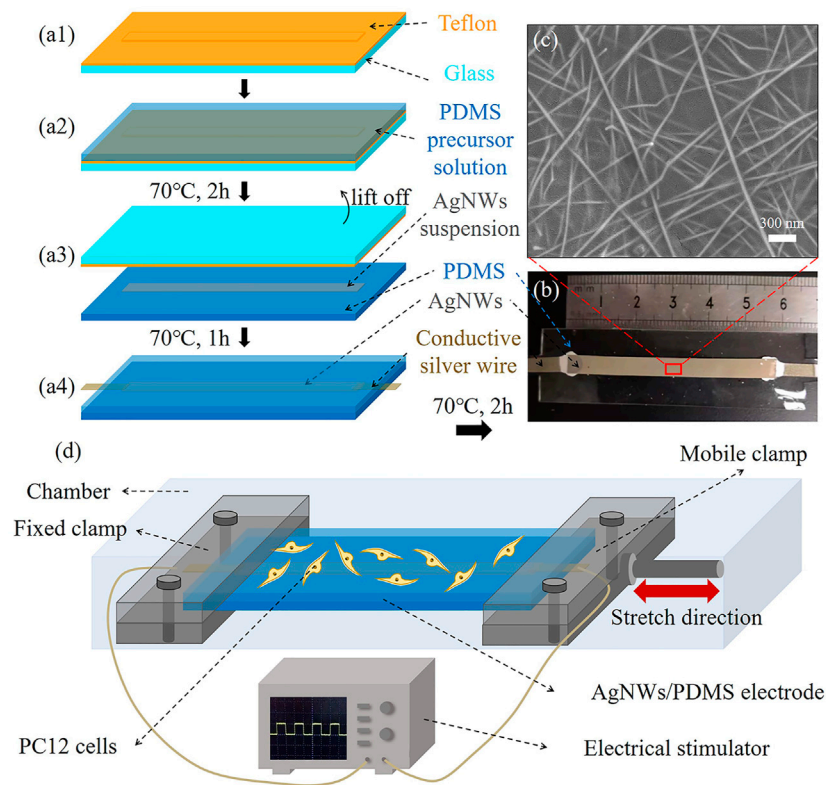 (a1)
Teflon
Glass
(a2)
PDMS
precursor
solution
70℃, 2h
lift off
AgNWs
suspension
(a3)
PDMS
AgNWs
70℃, 1h
Conductive
silver wire
(a4)
70℃, 2h
(c)
300 nm
(b)
1 2 3 4 5 6
(d)
Mobile clamp
Chamber
Fixed clamp
Stretch direction
AgNWs/PDMS electrode
PC12 cells
Electrical stimulator